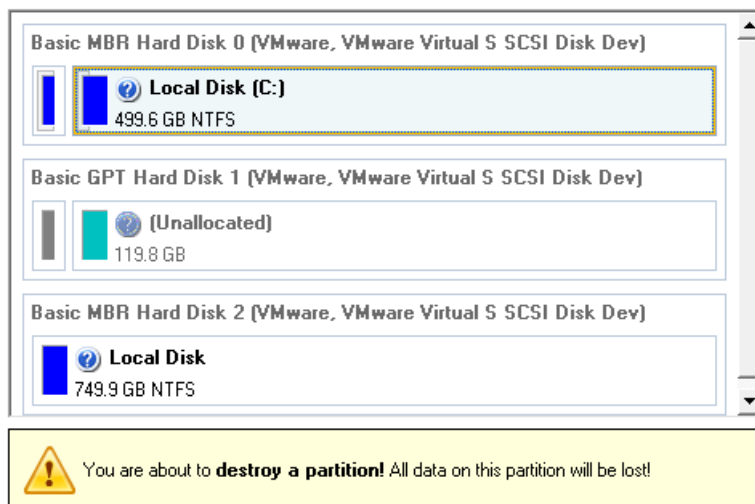 Basic MBR Hard Disk 0 (VMware, VMware Virtual S SCSI Disk Dev)
Local Disk (C:)
499.6 GB NTFS
Basic GPT Hard Disk 1 (VMware, VMware Virtual S SCSI Disk Dev)
(Unallocated)
119.8 GB
Basic MBR Hard Disk 2 (VMware, VMware Virtual S SCSI Disk Dev)
Local Disk
749.9 GB NTFS
You are about to destroy a partition! All data on this partition will be lost!